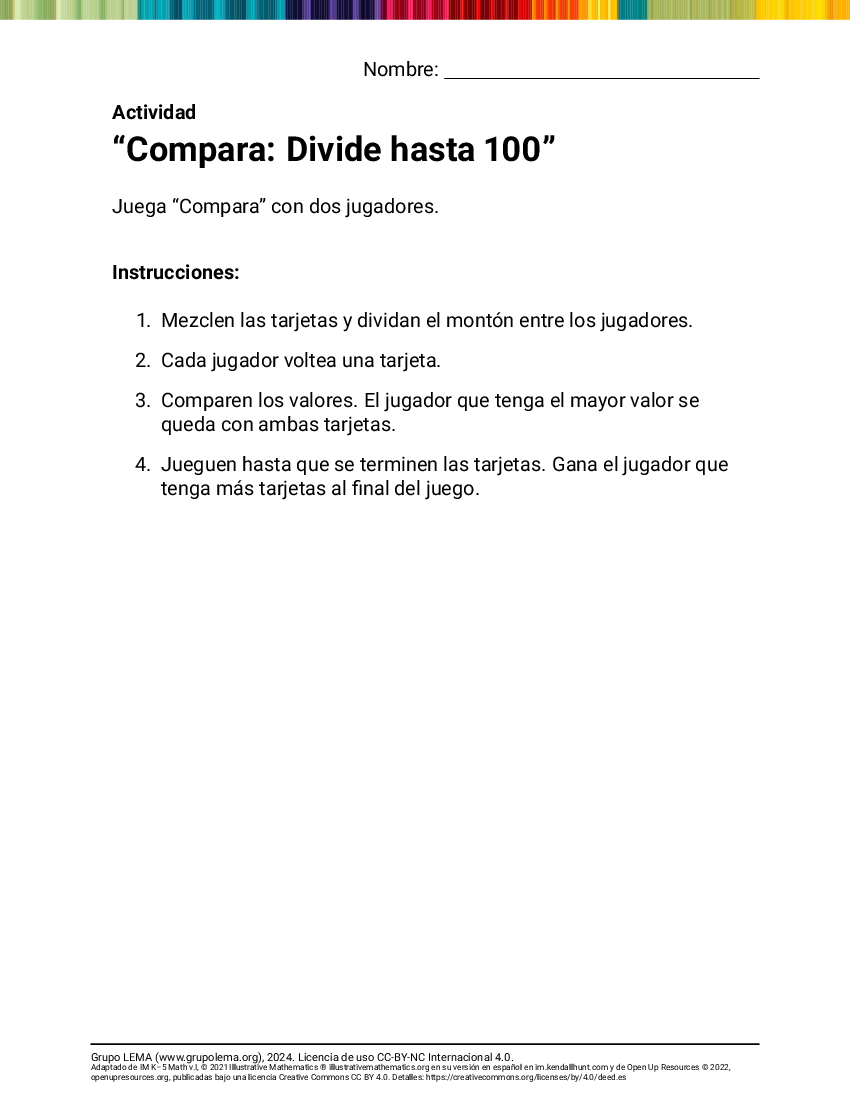 Nombre:
Actividad
“Compara: Divide hasta 100”
Juega “Compara” con dos jugadores.
Instrucciones:
1. Mezclen las tarjetas y dividan el montón entre los jugadores.
2. Cada jugador voltea una tarjeta.
3. Comparen los valores. El jugador que tenga el mayor valor se
queda con ambas tarjetas.
4. Jueguen hasta que se terminen las tarjetas. Gana el jugador que
tenga más tarjetas al final del juego.
Grupo LEMA (www.grupolema.org), 2024. Licencia de uso CC-BY-NC Internacional 4.0.
Adaptado de IM K–5 Math v.I, © 2021 Illustrative Mathematics ® illustrativemathematics.org en su versión en español en im.kendallhunt.com y de Open Up Resources © 2022,
openupresources.org, publicadas bajo una licencia Creative Commons CC BY 4.0. Detalles: https://creativecommons.org/licenses/by/4.0/deed.es